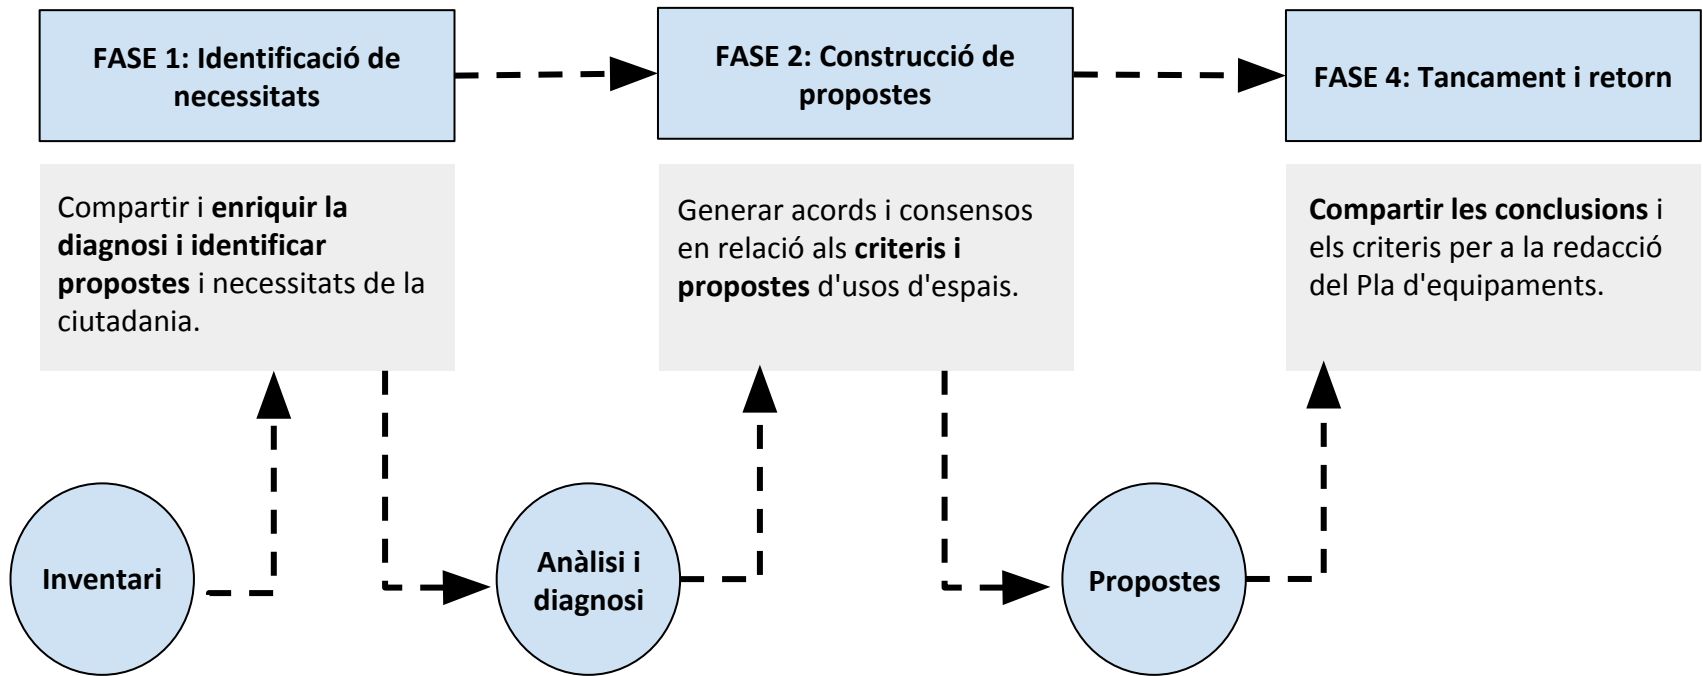 FASE 1: Identificació de
necessitats
FASE 2: Construcció de
propostes
FASE 4: Tancament i retorn
Compartir i enriquir la
diagnosi i identificar
propostes i necessitats de la
ciutadania.
Generar acords i consensos
en relació als criteris i
propostes d'usos d'espais.
Compartir les conclusions i
els criteris per a la redacció
del Pla d'equipaments.
Inventari
Anàlisi i
diagnosi
Propostes